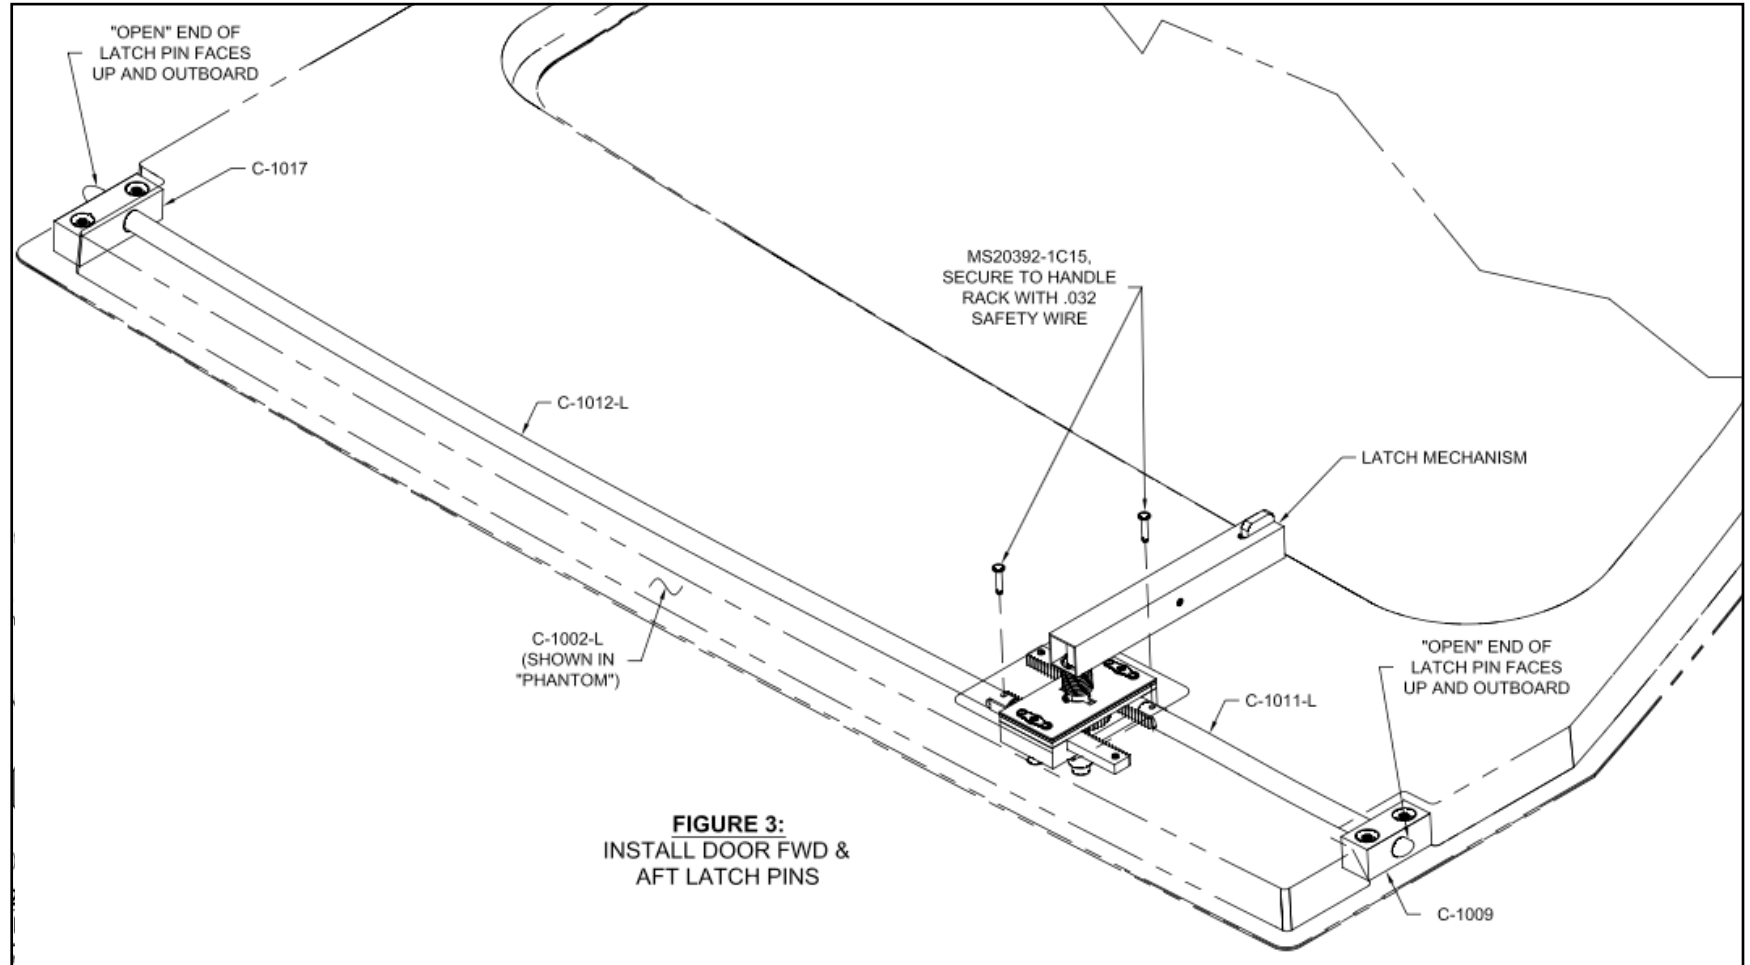 "OPEN" END OF
LATCH PIN FACES
UP AND OUTBOARD
C-1017
MS20392-1C15,
SECURE TO HANDLE
RACK WITH .032
SAFETY WIRE
C-1012-L
LATCH MECHANISM
C-1002-L
(SHOWN IN
"PHANTOM")
"OPEN" END OF
LATCH PIN FACES
UP AND OUTBOARD
C-1011-L
FIGURE 3:
INSTALL DOOR FWD &
AFT LATCH PINS
C-1009